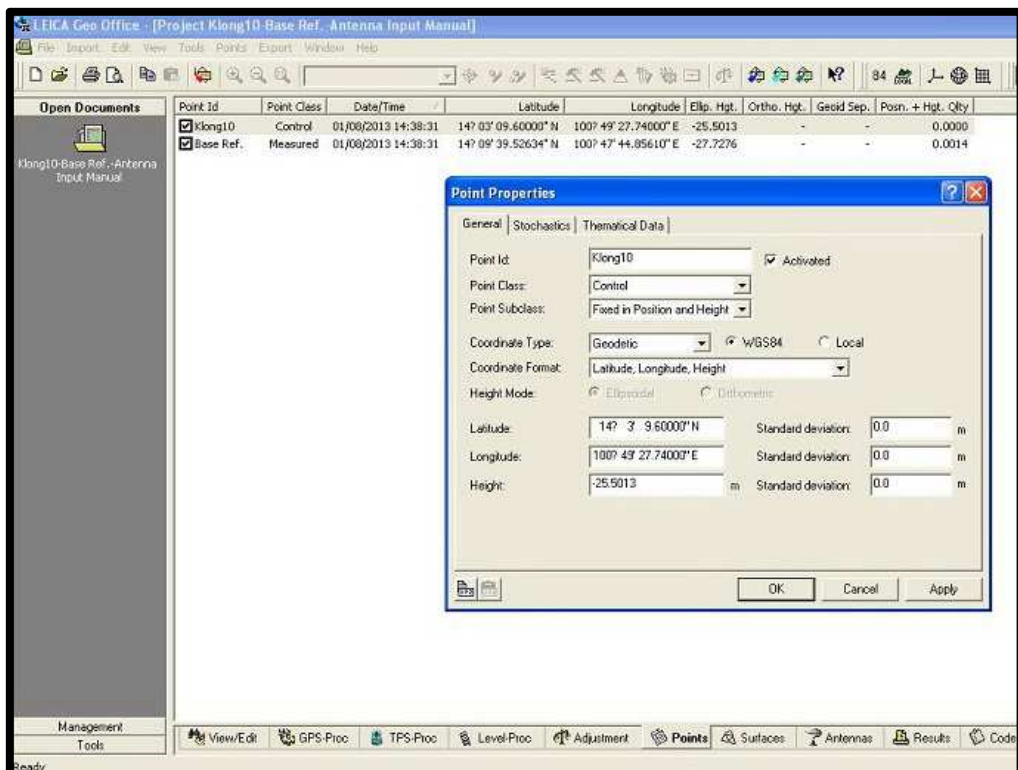 LEICA Geo Office - [Project Klong10-Base Ref.-Antenna Input Manual]
File Import Edit View Tools Points Export Window Help
84
Open Documents
Klong10-Base Ref.-Antenna
Input Manual
Point Id Point Class Date/Time Latitude Longitude Ellip. Hgt. Ortho. Hgt. Geoid Sep. Posn. + Hgt. Qlty
Klong10 Control 01/08/2013 14:38:31 14? 03' 09.60000" N 100? 49' 27.74000" E -25.5013 - - 0.0000
Base Ref. Measured 01/08/2013 14:38:31 14? 09' 39.52634" N 100? 47' 44.85610" E -27.7276 - - 0.0014
Point Properties
General Stochastics Thematical Data
Point Id: Klong10 Activated
Point Class: Control
Point Subclass: Fixed in Position and Height
Coordinate Type: Geodetic WGS84 Local
Coordinate Format: Latitude, Longitude, Height
Height Mode: Ellipsoidal Orthometric
Latitude: 14? 3' 9.60000" N Standard deviation: 0.0 m
Longitude: 100? 49' 27.74000" E Standard deviation: 0.0 m
Height: -25.5013 m Standard deviation: 0.0 m
OK Cancel Apply
Management
Tools
View/Edit GPS-Proc TPS-Proc Level-Proc Adjustment Points Surfaces Antennas Results Code
Ready